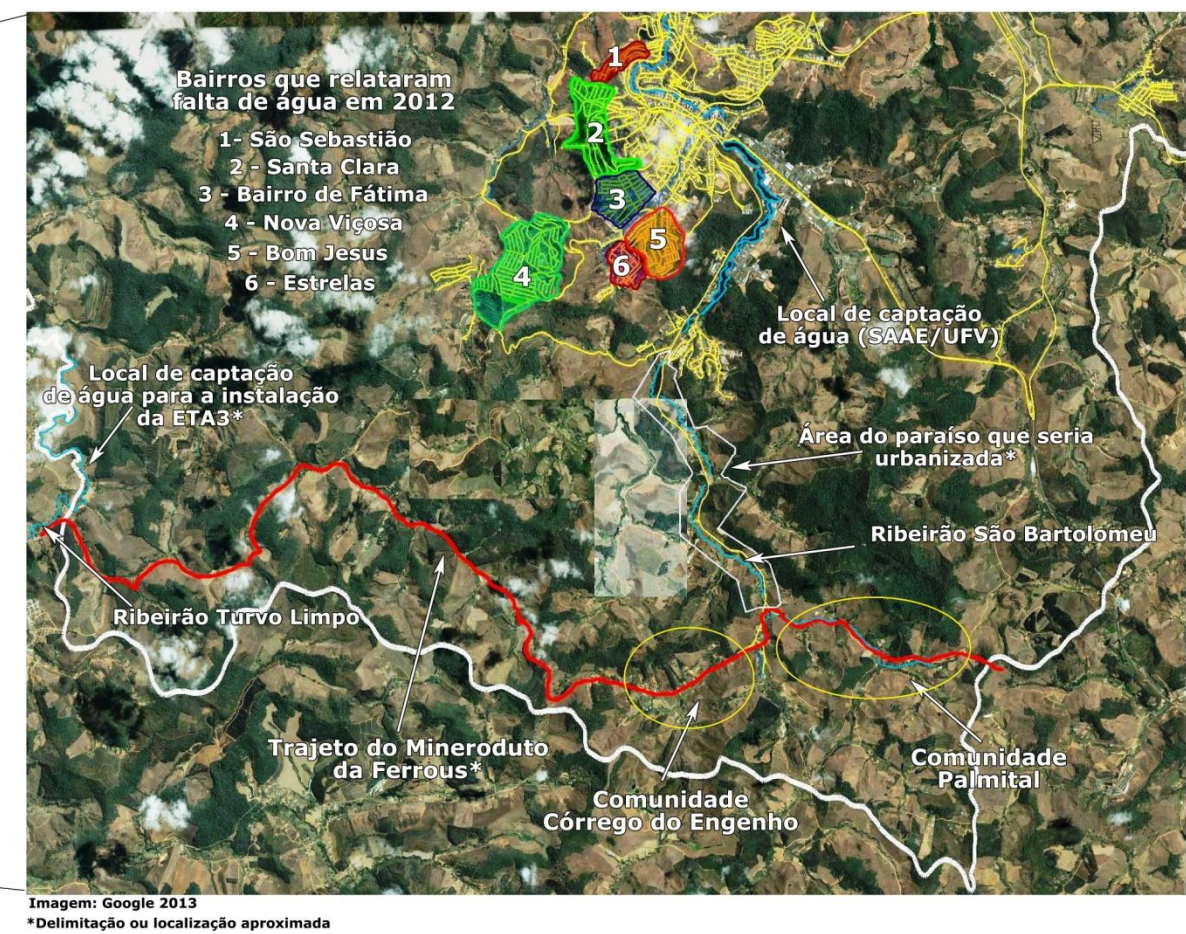 Bairros que relataram
falta de água em 2012
1- São Sebastião
2 - Santa Clara
3 - Bairro de Fátima
4 - Nova Viçosa
5 - Bom Jesus
6 - Estrelas
1
2
3
4
5
6
Local de captação
de água (SAAE/UFV)
Local de captação
de água para a instalação
da ETA3*
Área do paraíso que seria
urbanizada*
Ribeirão São Bartolomeu
Ribeirão Turvo Limpo
Trajeto do Mineroduto
da Ferrous*
Comunidade
Palmital
Comunidade
Córrego do Engenho
Imagem: Google 2013
*Delimitação ou localização aproximada